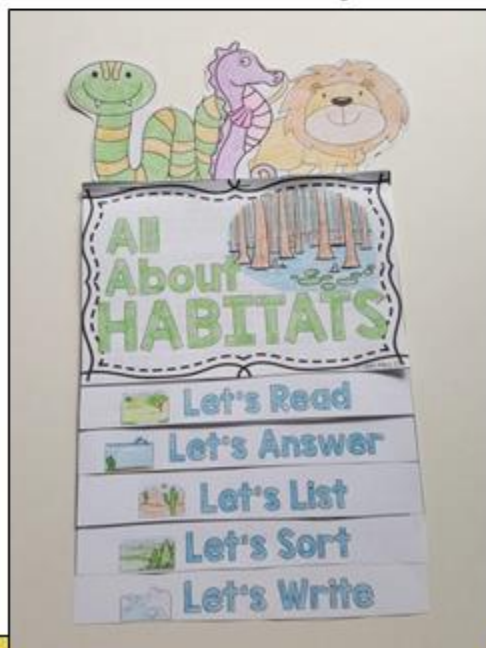 All
About
HABITATS
Let's Read
Let's Answer
Let's List
Let's Sort
Let's Write